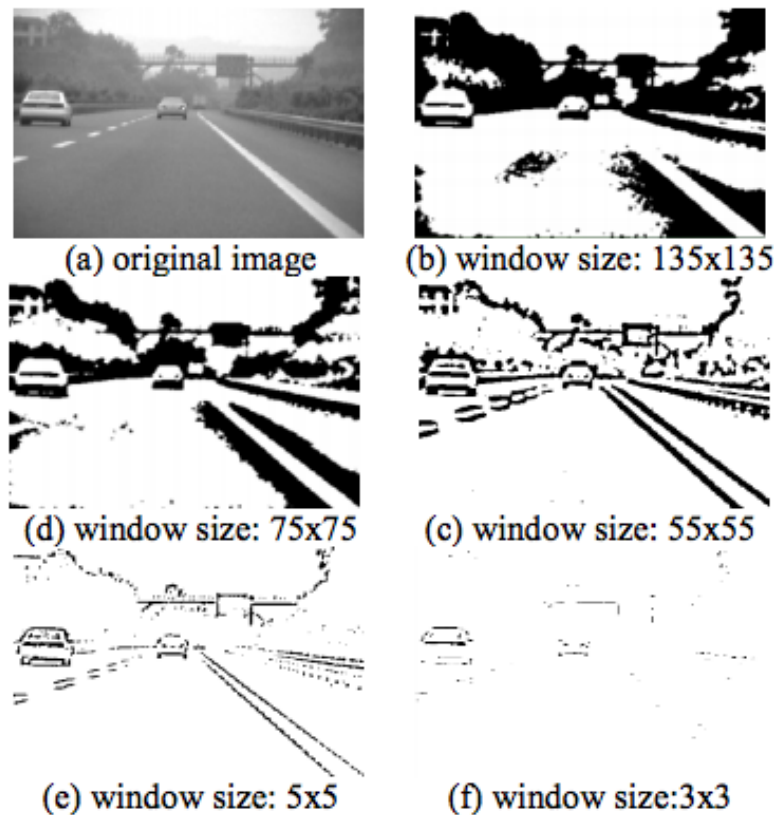 (a) original image
(b) window size: 135x135
(d) window size: 75x75
(c) window size: 55x55
(e) window size: 5x5
(f) window size:3x3